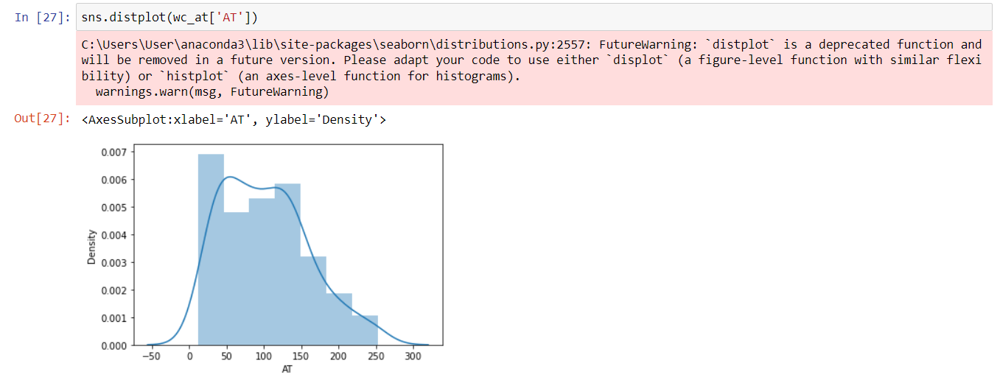 In [27]: sns.distplot(wc_at['AT'])
C:\Users\User\anaconda3\lib\site-packages\seaborn\distributions.py:2557: FutureWarning: `distplot` is a deprecated function and
will be removed in a future version. Please adapt your code to use either `displot` (a figure-level function with similar flexi
bility) or `histplot` (an axes-level function for histograms).
  warnings.warn(msg, FutureWarning)
Out[27]: <AxesSubplot:xlabel='AT', ylabel='Density'>
0.007
0.006
0.005
0.004
0.003
0.002
0.001
0.000
Density
−50 0 50 100 150 200 250 300
AT